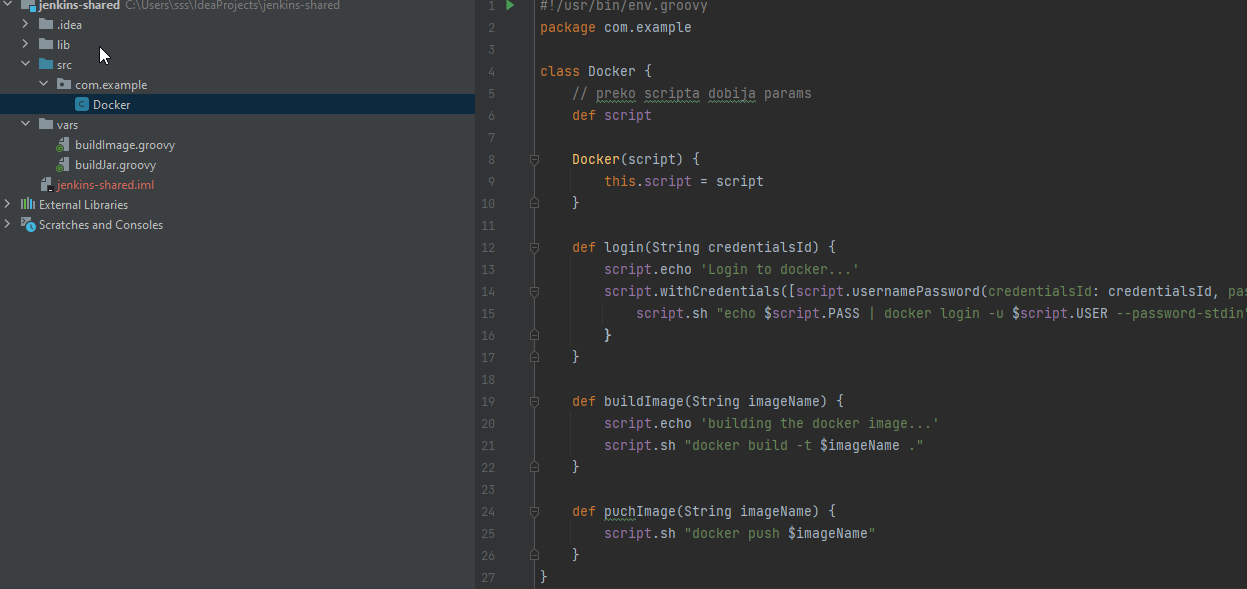 jenkins-shared C:\Users\sss\IdeaProjects\jenkins-shared
.idea
lib
src
com.example
Docker
vars
buildImage.groovy
buildJar.groovy
jenkins-shared.iml
External Libraries
Scratches and Consoles
1 #!/usr/bin/env.groovy
2 package com.example
3
4 class Docker {
5 // preko scripta dobija params
6 def script
7
8 Docker(script) {
9 this.script = script
10 }
11
12 def login(String credentialsId) {
13 script.echo 'Login to docker...'
14 script.withCredentials([script.usernamePassword(credentialsId: credentialsId, pas
15 script.sh "echo $script.PASS | docker login -u $script.USER --password-stdin"
16 }
17 }
18
19 def buildImage(String imageName) {
20 script.echo 'building the docker image...'
21 script.sh "docker build -t $imageName ."
22 }
23
24 def puchImage(String imageName) {
25 script.sh "docker push $imageName"
26 }
27 }